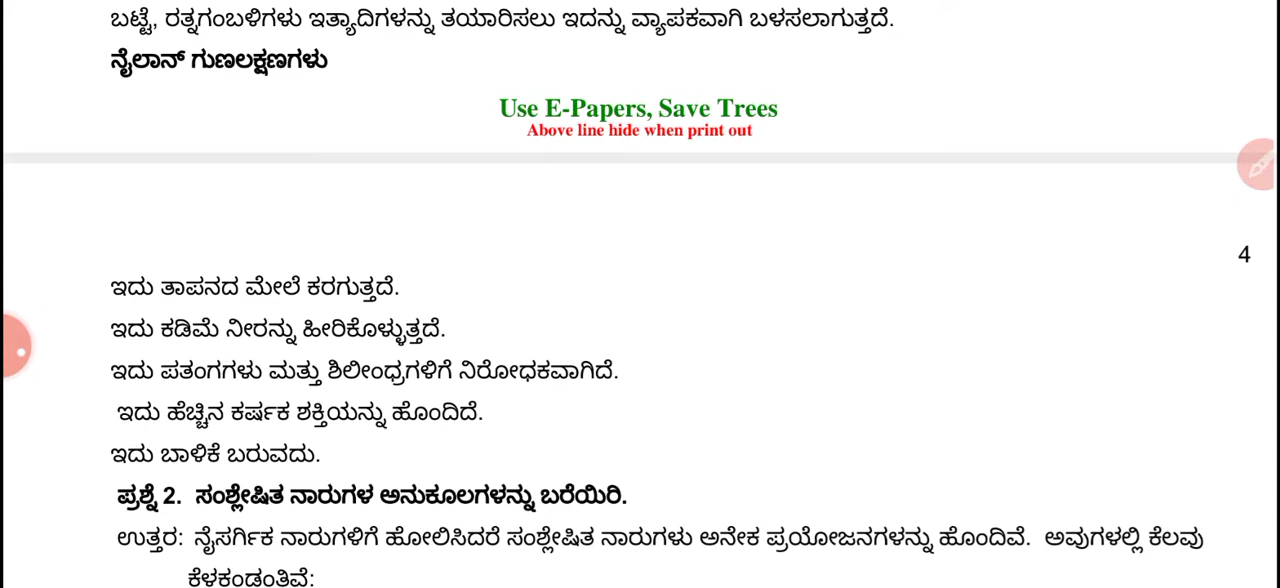 ಬಟ್ಟೆ, ರತ್ನಗಂಬಳಿಗಳು ಇತ್ಯಾದಿಗಳನ್ನು ತಯಾರಿಸಲು ಇದನ್ನು ವ್ಯಾಪಕವಾಗಿ ಬಳಸಲಾಗುತ್ತದೆ.
ನೈಲಾನ್ ಗುಣಲಕ್ಷಣಗಳು
Use E-Papers, Save Trees
Above line hide when print out
4
ಇದು ತಾಪನದ ಮೇಲೆ ಕರಗುತ್ತದೆ.
ಇದು ಕಡಿಮೆ ನೀರನ್ನು ಹೀರಿಕೊಳ್ಳುತ್ತದೆ.
ಇದು ಪತಂಗಗಳು ಮತ್ತು ಶಿಲೀಂಧ್ರಗಳಿಗೆ ನಿರೋಧಕವಾಗಿದೆ.
ಇದು ಹೆಚ್ಚಿನ ಕರ್ಷಕ ಶಕ್ತಿಯನ್ನು ಹೊಂದಿದೆ.
ಇದು ಬಾಳಿಕೆ ಬರುವದು.
ಪ್ರಶ್ನೆ 2. ಸಂಶ್ಲೇಷಿತ ನಾರುಗಳ ಅನುಕೂಲಗಳನ್ನು ಬರೆಯಿರಿ.
ಉತ್ತರ: ನೈಸರ್ಗಿಕ ನಾರುಗಳಿಗೆ ಹೋಲಿಸಿದರೆ ಸಂಶ್ಲೇಷಿತ ನಾರುಗಳು ಅನೇಕ ಪ್ರಯೋಜನಗಳನ್ನು ಹೊಂದಿವೆ. ಅವುಗಳಲ್ಲಿ ಕೆಲವು
ಕೆಳಕಂಡಂತಿವೆ: